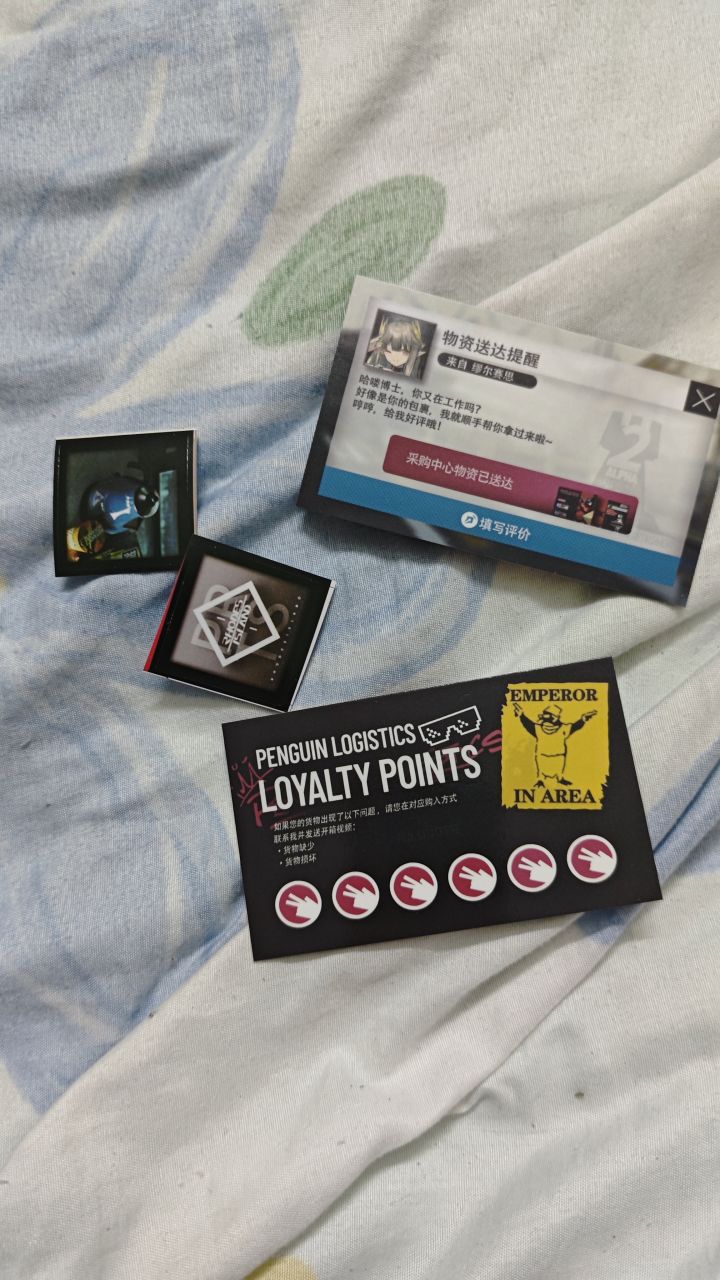 物资送达提醒
来自 缪尔赛思
哈喽博士，你又在工作吗？
好像是你的包裹，我就顺手帮你拿过来啦~
哼哼，给我好评哦！
2
ALPHA
采购中心物资已送达
填写评价
RHODES
ISLAND
PENGUIN LOGISTICS
LOYALTY POINTS
如果您的货物出现了以下问题，请您在对应购入方式
联系我并发送开箱视频：
·货物缺少
·货物损坏
EMPEROR
IN AREA